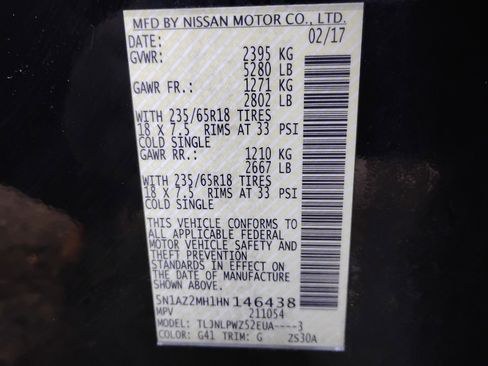 MFD BY NISSAN MOTOR CO., LTD.
DATE: 02/17
GVWR: 2395 KG
5280 LB
GAWR FR.: 1271 KG
2802 LB
WITH 235/65R18 TIRES
18 X 7.5 RIMS AT 33 PSI
COLD SINGLE
GAWR RR.: 1210 KG
2667 LB
WITH 235/65R18 TIRES
18 X 7.5 RIMS AT 33 PSI
COLD SINGLE
THIS VEHICLE CONFORMS TO
ALL APPLICABLE FEDERAL
MOTOR VEHICLE SAFETY AND
THEFT PREVENTION
STANDARDS IN EFFECT ON
THE DATE OF MANUFACTURE
SHOWN ABOVE.
5N1AZ2MH1HN146438
MPV 211054
MODEL: TLJNLPWZ52EUA----3
COLOR: G41 TRIM: G 2S30A